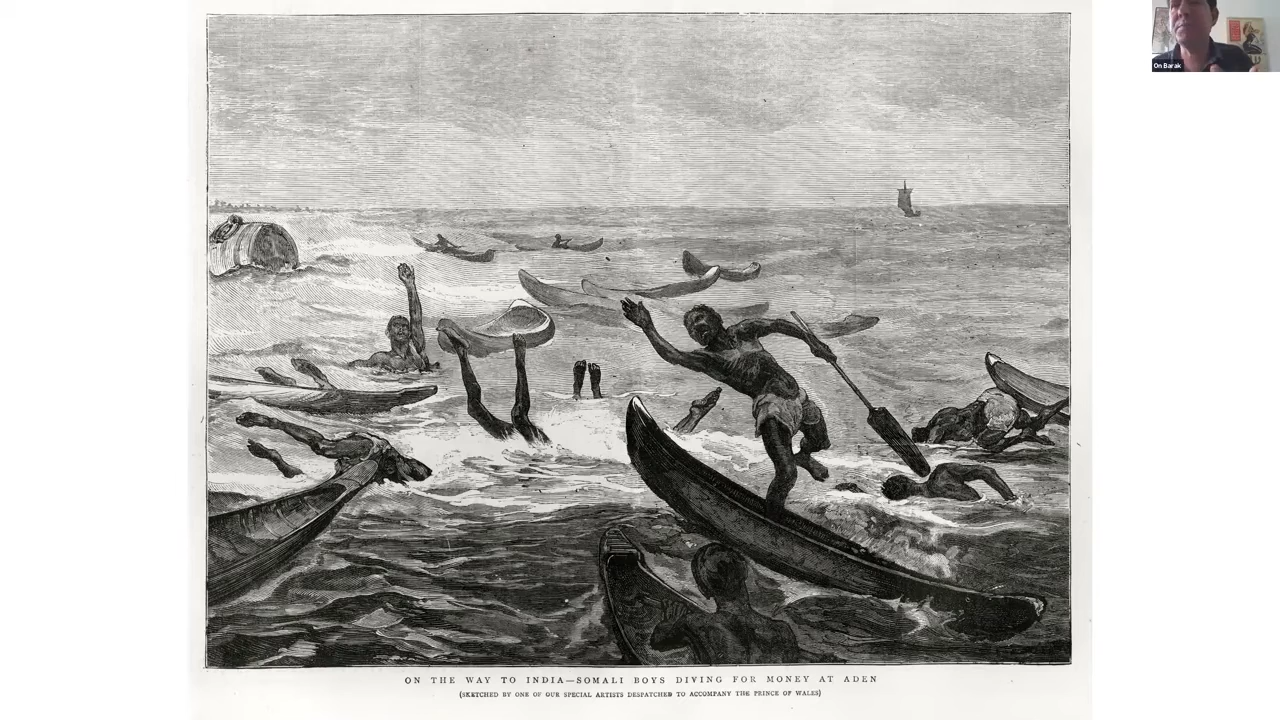 On Barak
ON THE WAY TO INDIA—SOMALI BOYS DIVING FOR MONEY AT ADEN
(SKETCHED BY ONE OF OUR SPECIAL ARTISTS DESPATCHED TO ACCOMPANY THE PRINCE OF WALES)